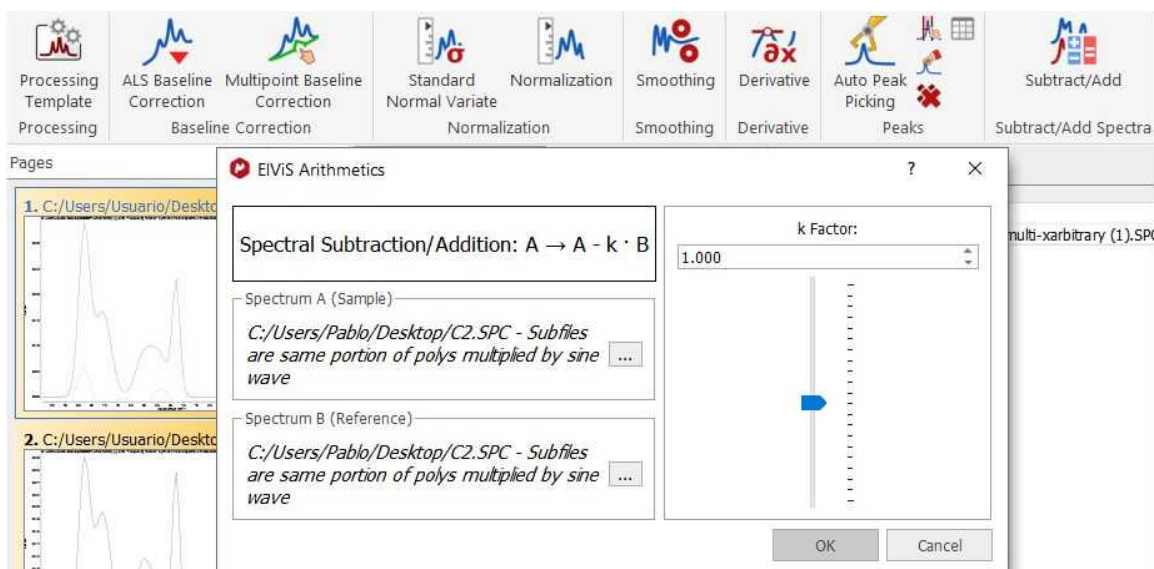 Processing Template
ALS Baseline Correction
Multipoint Baseline Correction
Standard Normal Variate
Normalization
Smoothing
Derivative
Auto Peak Picking
Subtract/Add
Processing
Baseline Correction
Normalization
Smoothing
Derivative
Peaks
Subtract/Add Spectra
Pages
ElViS Arithmetics
?
1. C:/Users/Usuario/Deskto
Spectral Subtraction/Addition: A → A - k · B
k Factor:
1.000
multi-xarbitrary (1).SPC
Spectrum A (Sample)
C:/Users/Pablo/Desktop/C2.SPC - Subfiles
are same portion of polys multiplied by sine
wave
...
Spectrum B (Reference)
C:/Users/Pablo/Desktop/C2.SPC - Subfiles
are same portion of polys multiplied by sine
wave
...
2. C:/Users/Usuario/Deskto
OK
Cancel